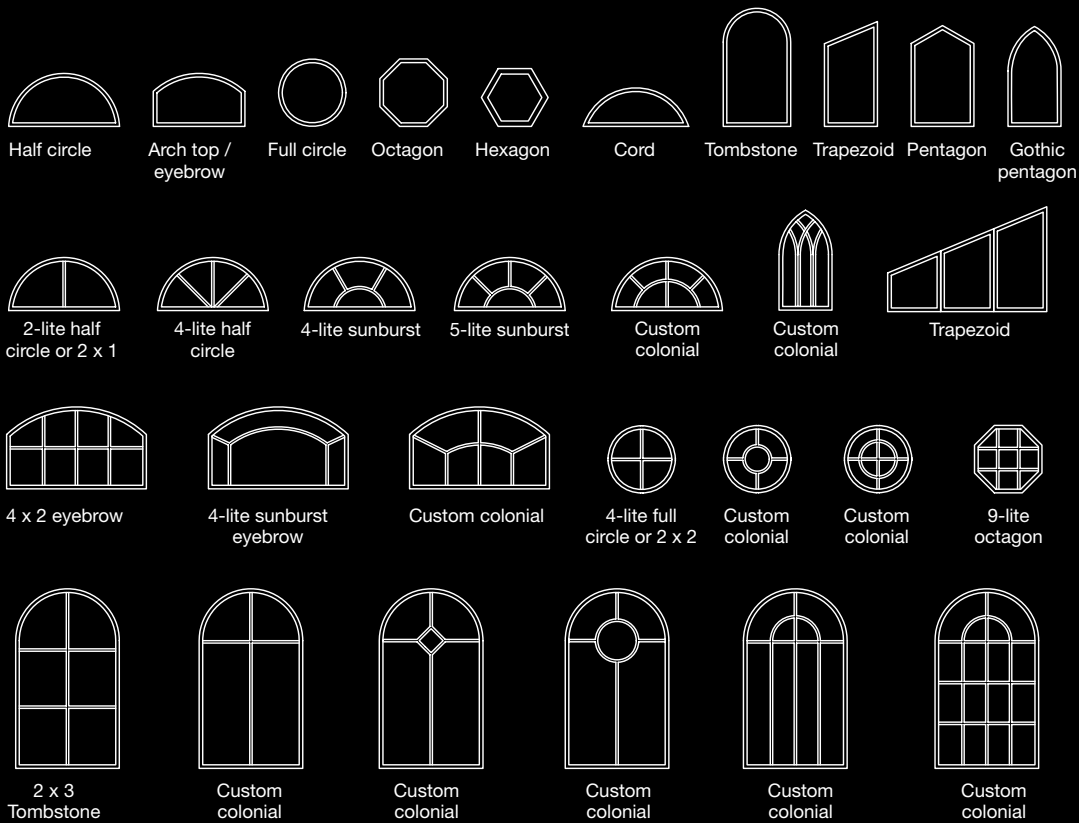 Half circle
Arch top /
eyebrow
Full circle
Octagon
Hexagon
Cord
Tombstone
Trapezoid
Pentagon
Gothic
pentagon
2-lite half
circle or 2 x 1
4-lite half
circle
4-lite sunburst
5-lite sunburst
Custom
colonial
Custom
colonial
Trapezoid
4 x 2 eyebrow
4-lite sunburst
eyebrow
Custom colonial
4-lite full
circle or 2 x 2
Custom
colonial
Custom
colonial
9-lite
octagon
2 x 3
Tombstone
Custom
colonial
Custom
colonial
Custom
colonial
Custom
colonial
Custom
colonial